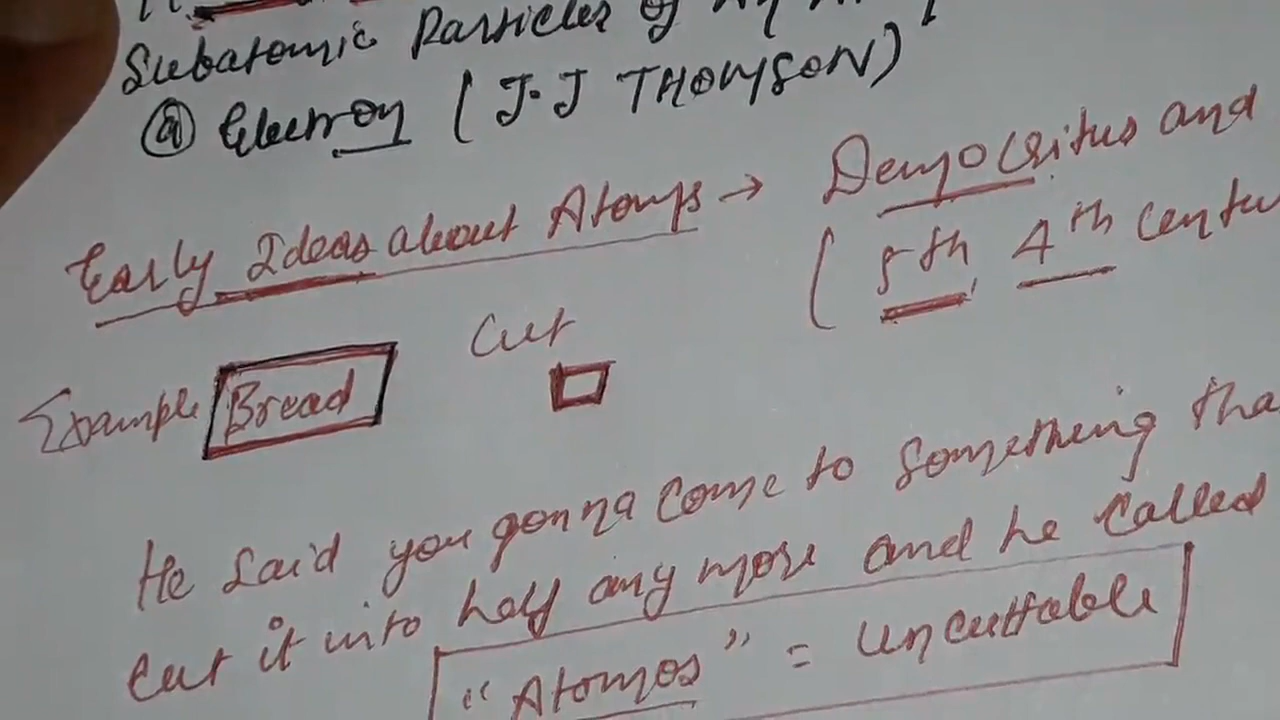 Subatomic Particles of
ⓐ Electron (J.J THOMSON)
Early Ideas about Atoms → Democritus and
(5th, 4th centu
Cut
Example Bread
He said you gonna come to something tha
cut it into half any more and he called
"Atomos" = uncuttable